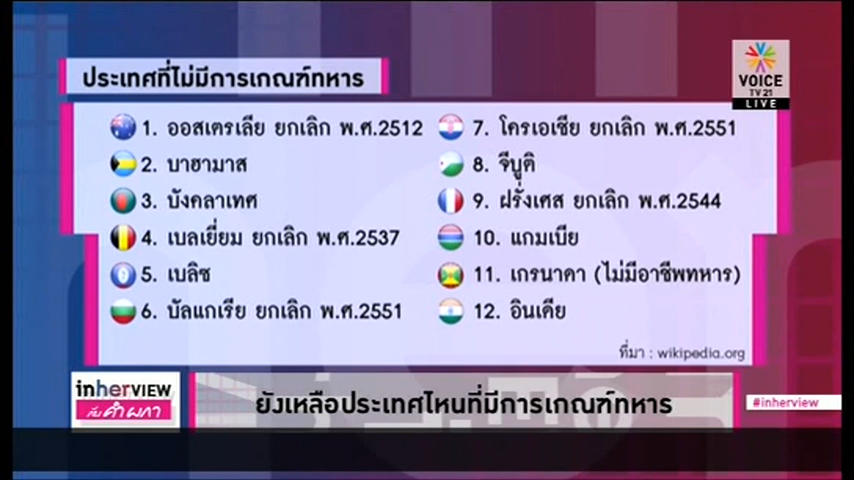 ประเทศที่ไม่มีการเกณฑ์ทหาร
VOICE
TV 21
LIVE
1. ออสเตรเลีย ยกเลิก พ.ศ.2512
2. บาฮามาส
3. บังคลาเทศ
4. เบลเยี่ยม ยกเลิก พ.ศ.2537
5. เบลิซ
6. บัลแกเรีย ยกเลิก พ.ศ.2551
7. โครเอเชีย ยกเลิก พ.ศ.2551
8. จีบูติ
9. ฝรั่งเศส ยกเลิก พ.ศ.2544
10. แกมเบีย
11. เกรนาดา (ไม่มีอาชีพทหาร)
12. อินเดีย
ที่มา : wikipedia.org
inherVIEW
กับ คำ ผกา
ยังเหลือประเทศไหนที่มีการเกณฑ์ทหาร
#inherview